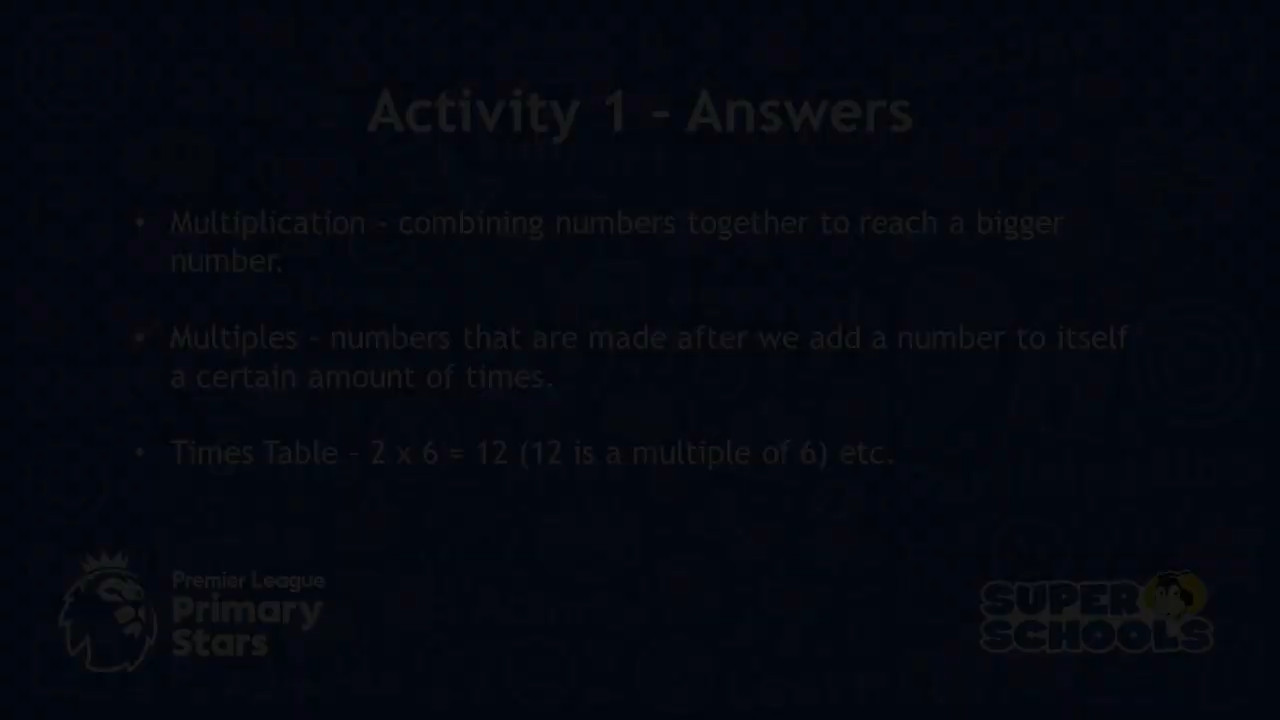 Activity 1 – Answers
• Multiplication – combining numbers together to reach a bigger
number.
• Multiples – numbers that are made after we add a number to itself
a certain amount of times.
• Times Table – 2 x 6 = 12 (12 is a multiple of 6) etc.
Premier League
Primary
Stars
SUPER
SCHOOLS